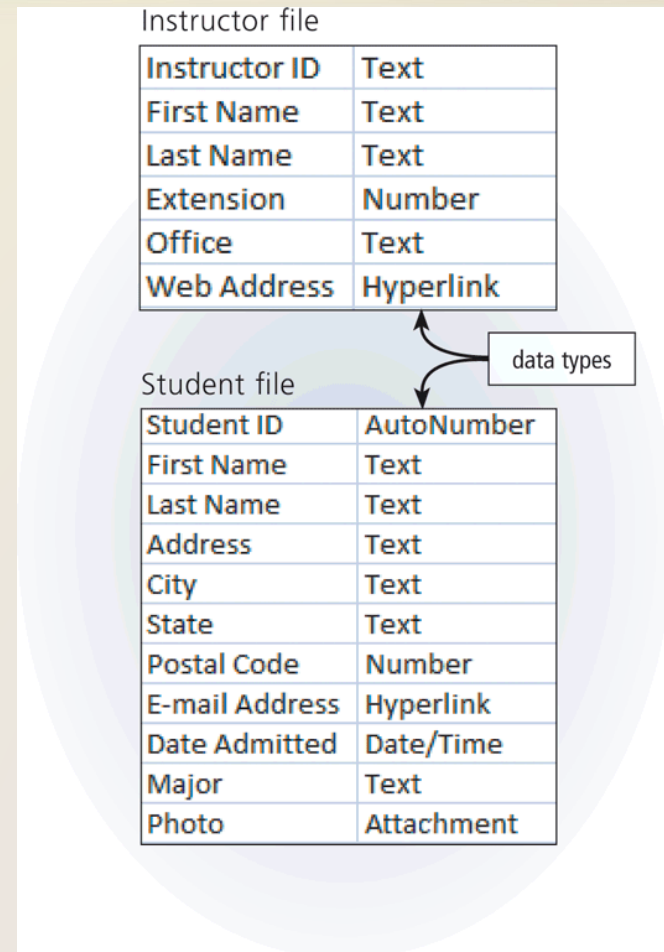 Instructor file
Instructor ID Text
First Name Text
Last Name Text
Extension Number
Office Text
Web Address Hyperlink
data types
Student file
Student ID AutoNumber
First Name Text
Last Name Text
Address Text
City Text
State Text
Postal Code Number
E-mail Address Hyperlink
Date Admitted Date/Time
Major Text
Photo Attachment